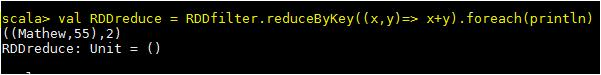 scala> val RDDreduce = RDDfilter.reduceByKey((x,y)=> x+y).foreach(println)
((Mathew,55),2)
RDDreduce: Unit = ()